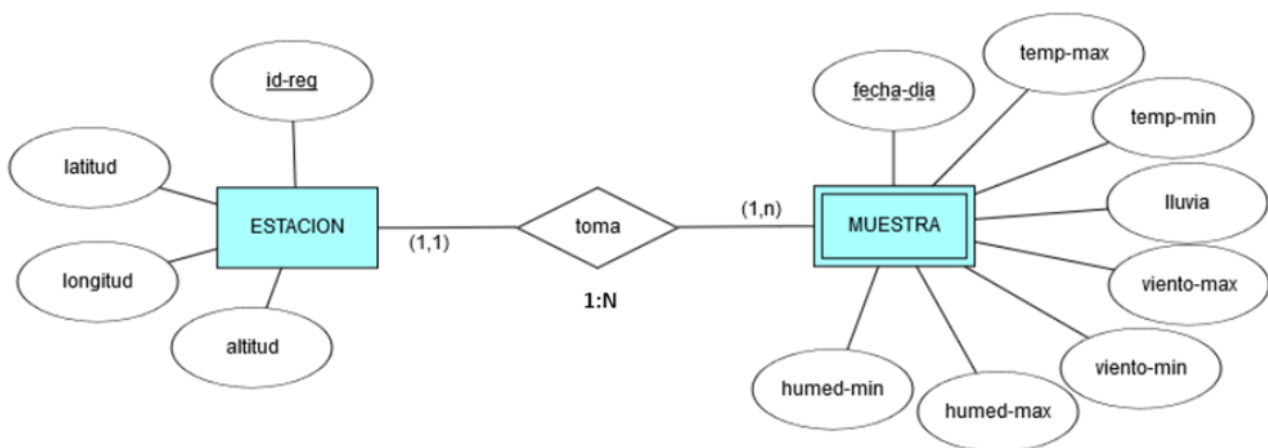 id-reg
latitud
longitud
altitud
ESTACION
(1,1)
toma
1:N
(1,n)
MUESTRA
fecha-dia
temp-max
temp-min
lluvia
viento-max
viento-min
humed-max
humed-min